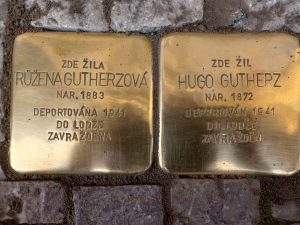 ZDE ŽILA
RŮŽENA GUTHERZOVÁ
NAR. 1883
DEPORTOVÁNA 1941
DO LODŽE
ZAVRAŽDĚNA
ZDE ŽIL
HUGO GUTHERZ
NAR. 1872
DEPORTOVÁN 1941
DO LODŽE
ZAVRAŽDĚN